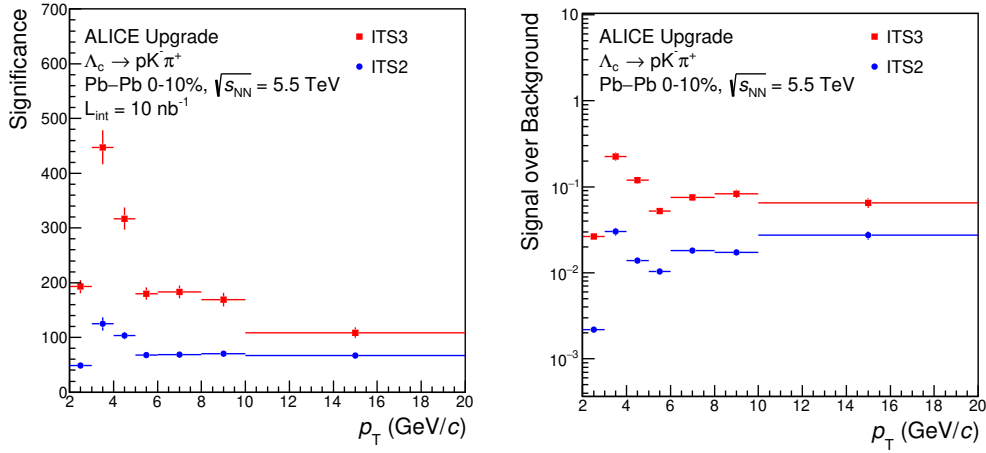 Significance
700
600
500
400
300
200
100
0
ALICE Upgrade
Λc → pK⁻π⁺
Pb–Pb 0-10%, √sNN = 5.5 TeV
Lint = 10 nb⁻¹
ITS3
ITS2
2 4 6 8 10 12 14 16 18 20
pT (GeV/c)
Signal over Background
10
1
10⁻¹
10⁻²
10⁻³
ALICE Upgrade
Λc → pK⁻π⁺
Pb–Pb 0-10%, √sNN = 5.5 TeV
ITS3
ITS2
2 4 6 8 10 12 14 16 18 20
pT (GeV/c)